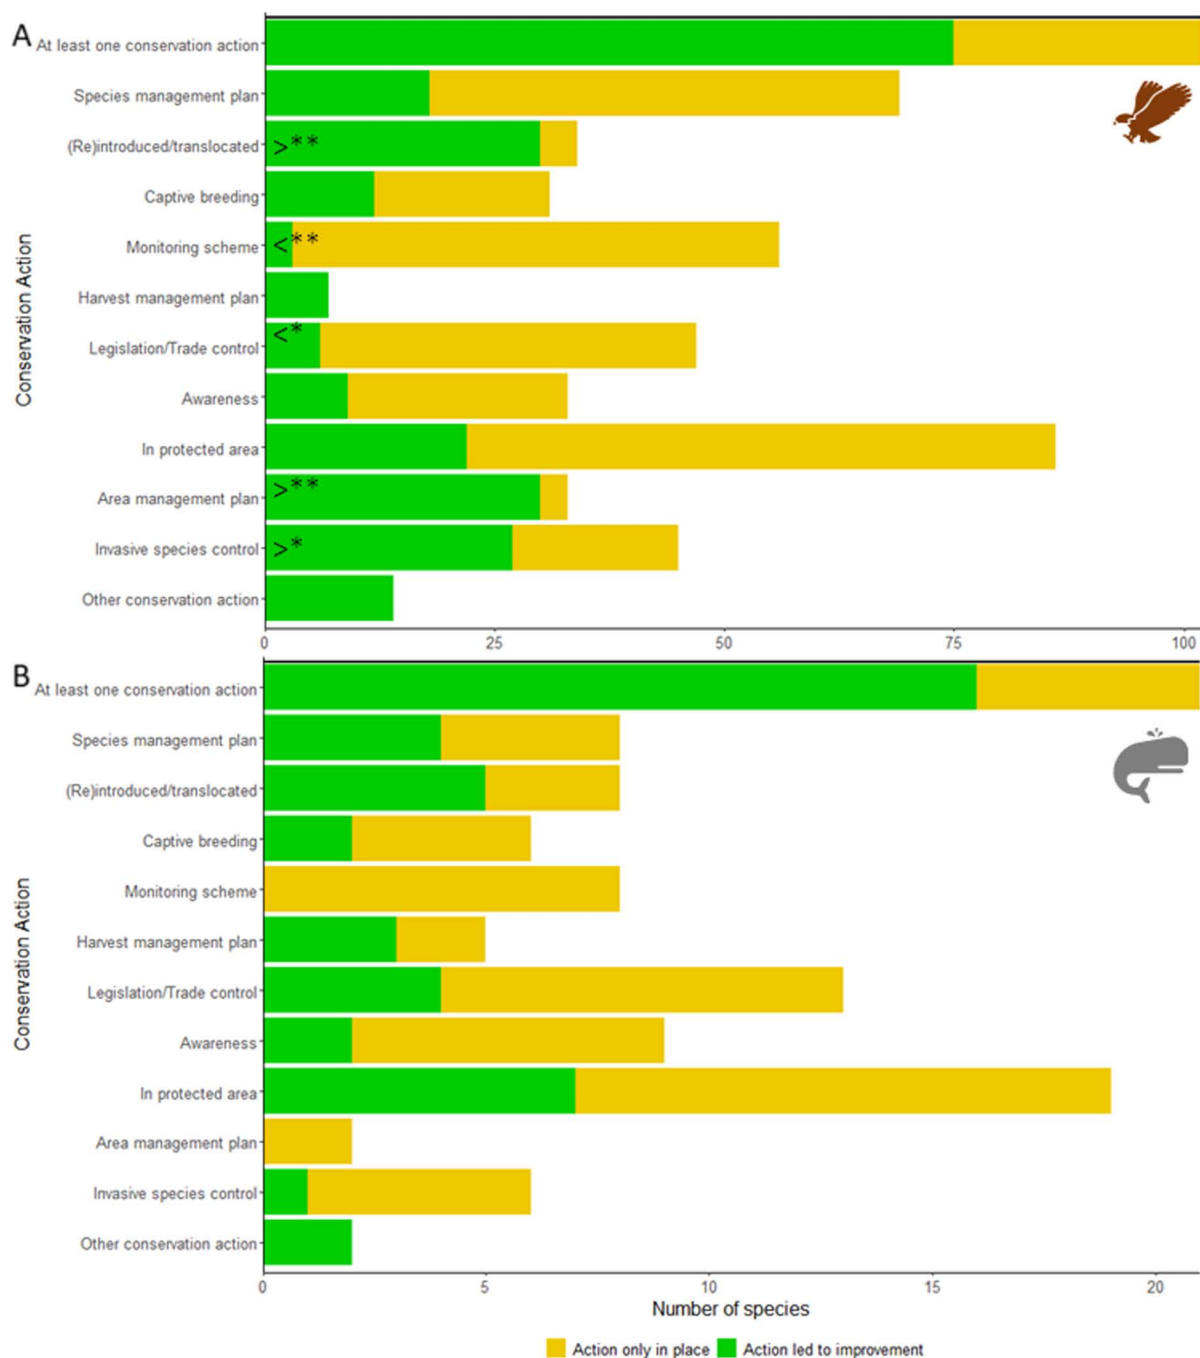 A
At least one conservation action
Species management plan
(Re)introduced/translocated
>**
Captive breeding
Monitoring scheme
<**
Harvest management plan
Legislation/Trade control
<*
Awareness
In protected area
Area management plan
>**
Invasive species control
>*
Other conservation action
Conservation Action
0 25 50 75 100
B
At least one conservation action
Species management plan
(Re)introduced/translocated
Captive breeding
Monitoring scheme
Harvest management plan
Legislation/Trade control
Awareness
In protected area
Area management plan
Invasive species control
Other conservation action
Conservation Action
0 5 10 15 20
Number of species
Action only in place Action led to improvement